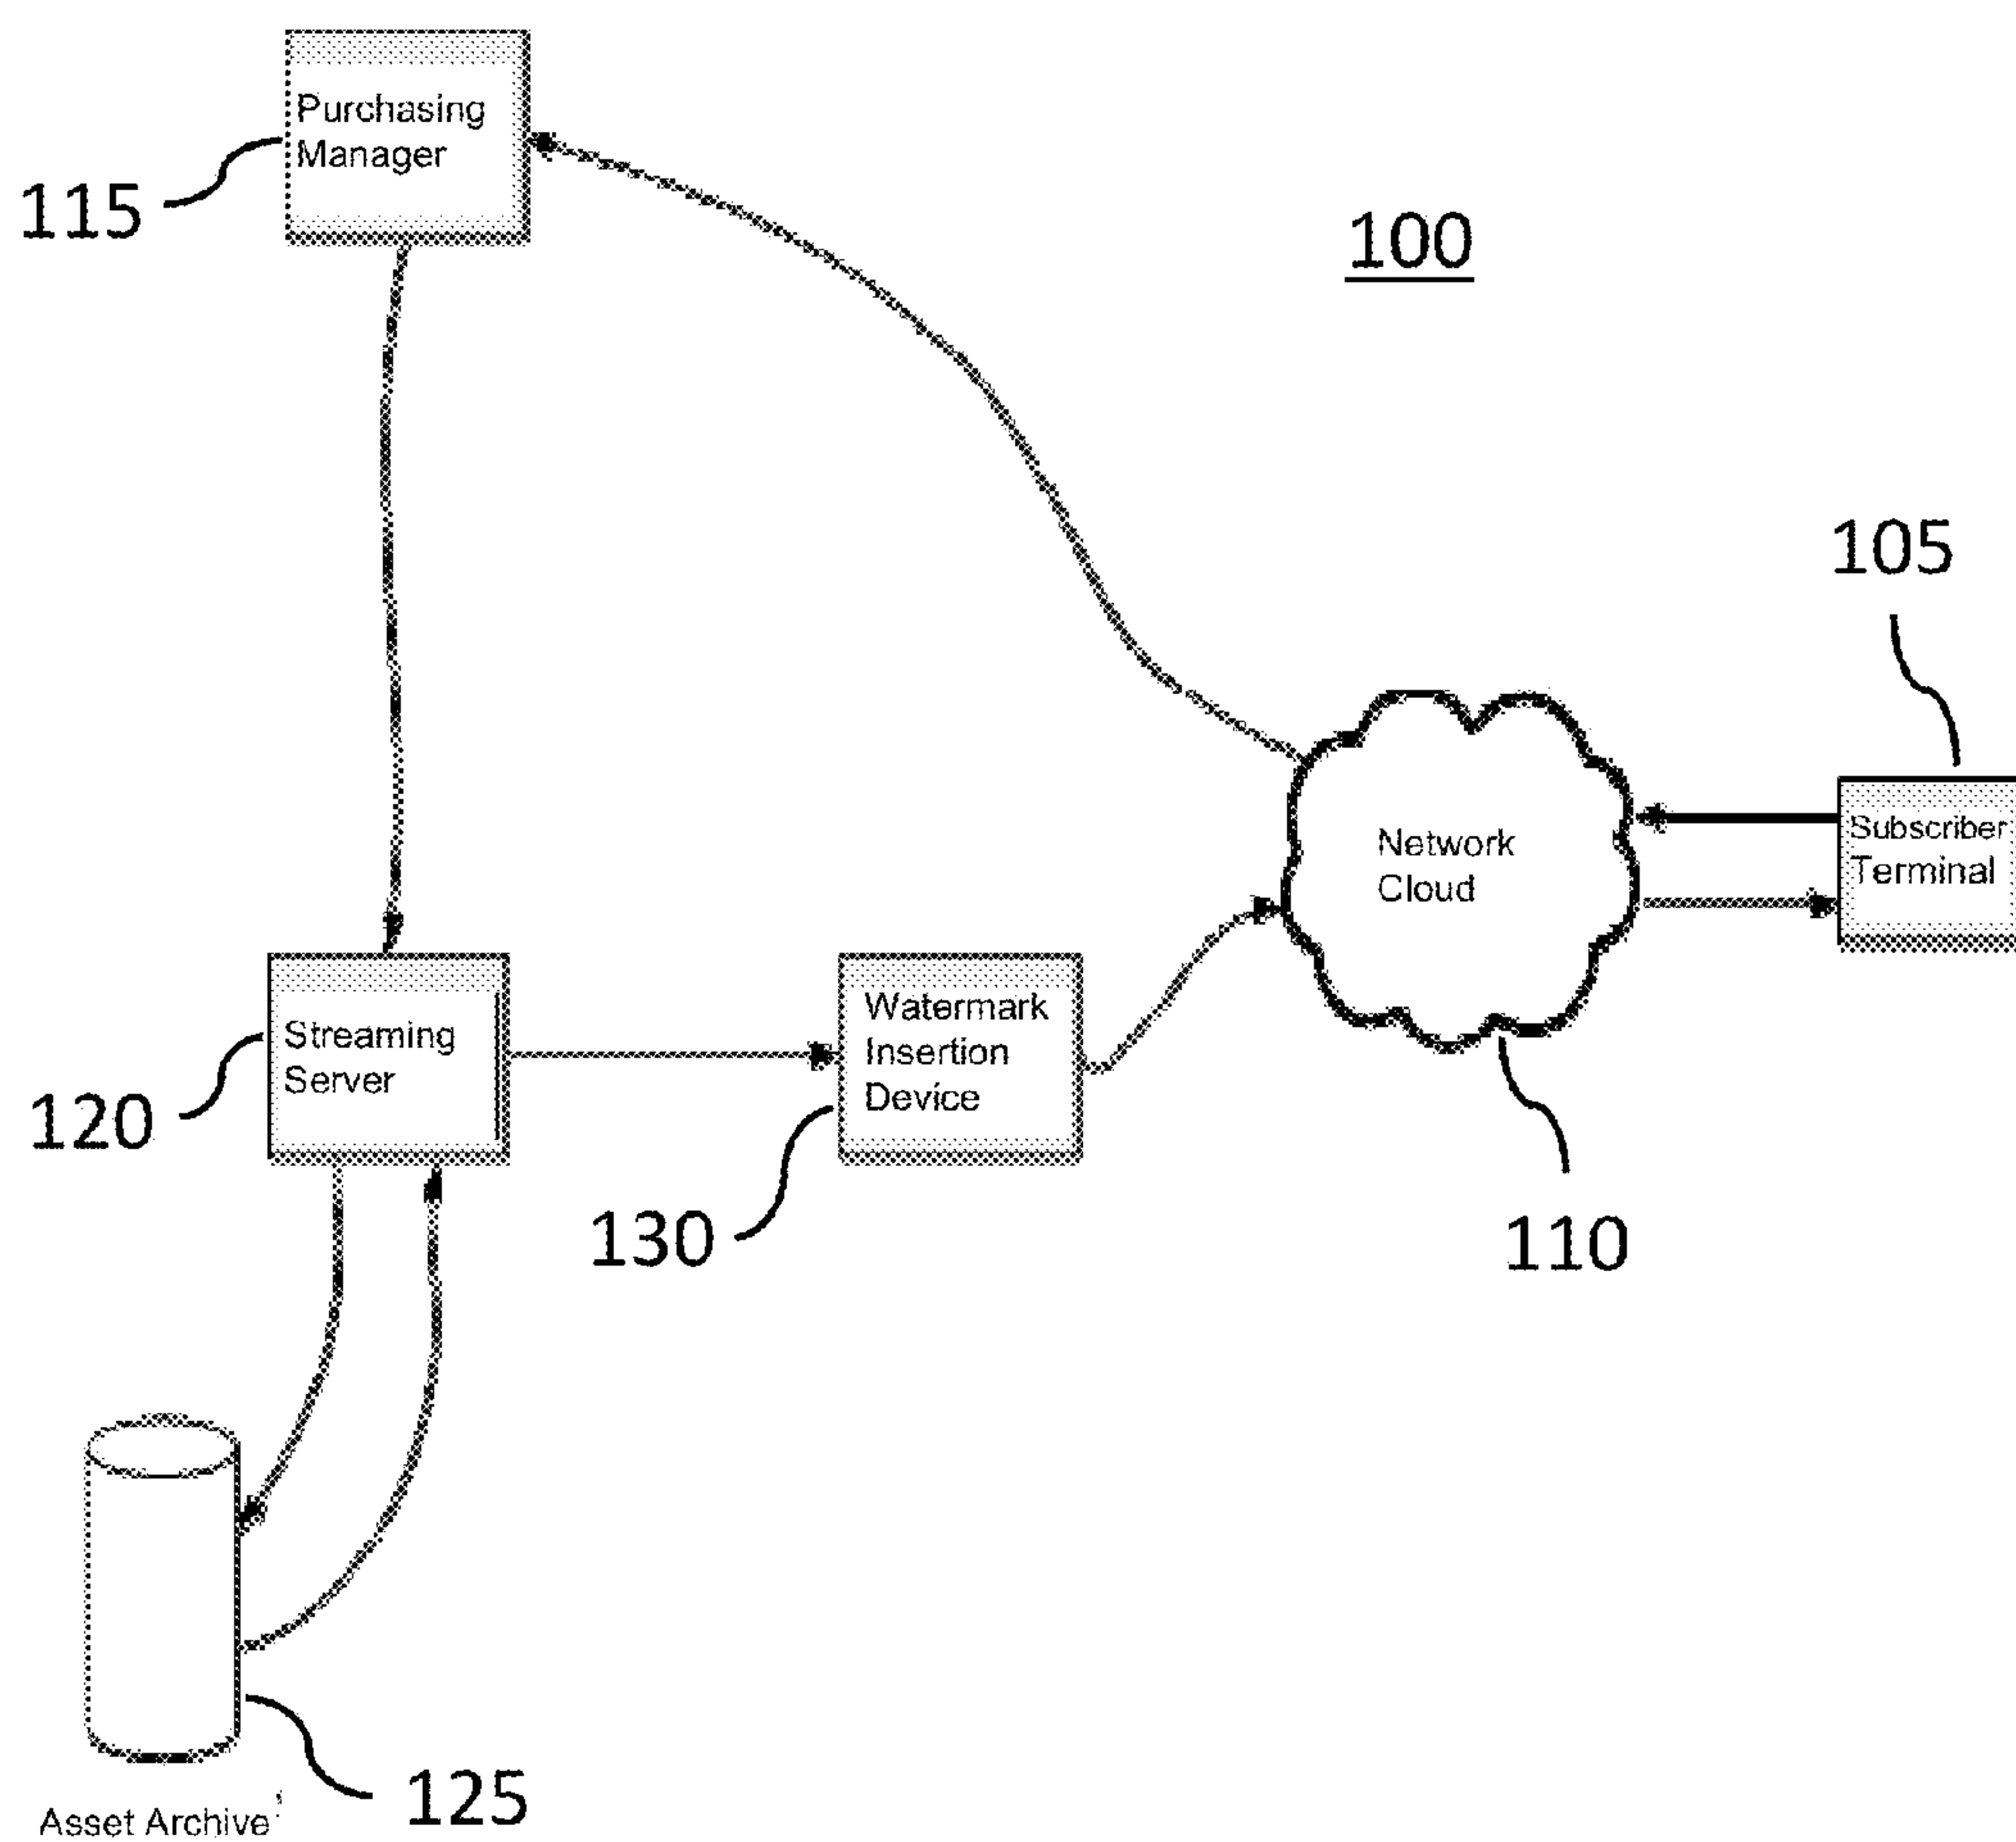 Purchasing
Manager
115
100
105
Subscriber
Terminal
Network
Cloud
Watermark
Insertion
Device
Streaming
Server
120
130
110
125
Asset Archive